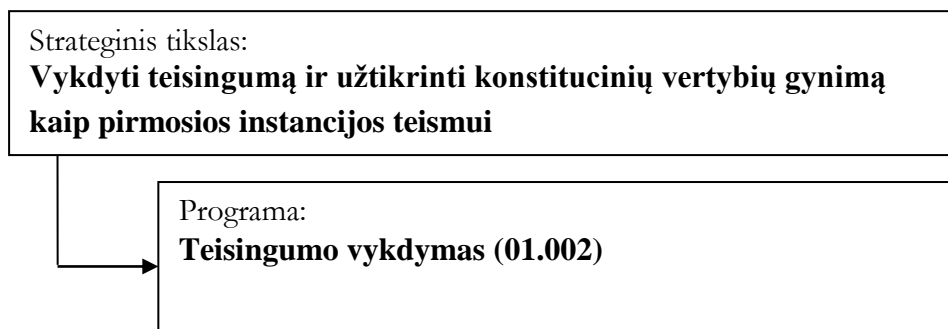 Strateginis tikslas:
Vykdyti teisingumą ir užtikrinti konstitucinių vertybių gynimą
kaip pirmosios instancijos teismui
Programa:
Teisingumo vykdymas (01.002)